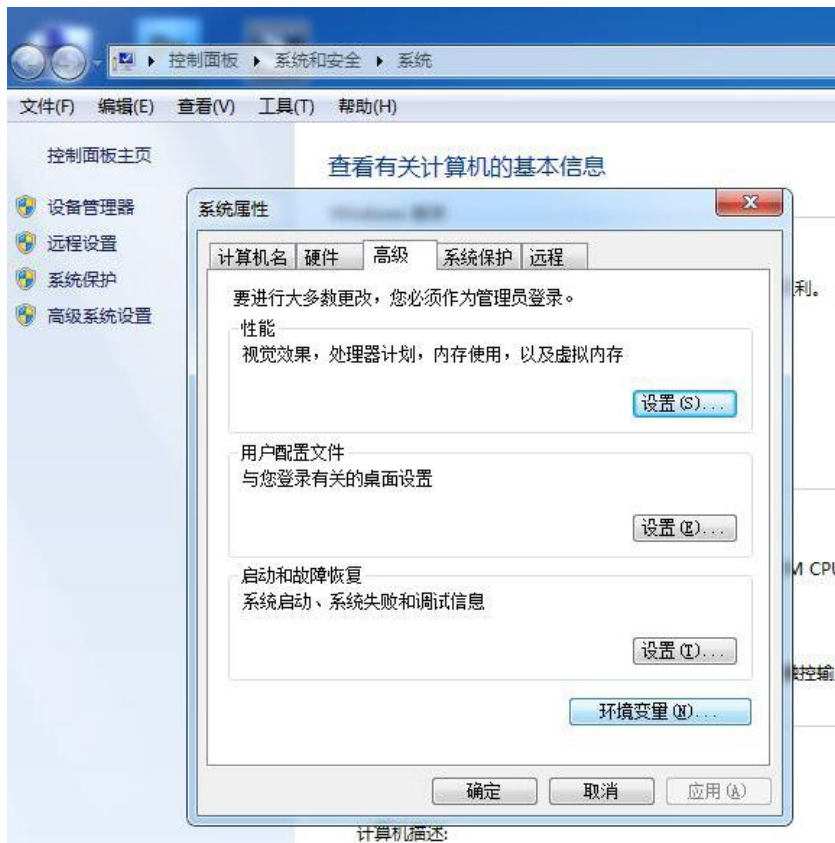 控制面板 ▸ 系统和安全 ▸ 系统
文件(F) 编辑(E) 查看(V) 工具(T) 帮助(H)
控制面板主页
设备管理器
远程设置
系统保护
高级系统设置
查看有关计算机的基本信息
系统属性
计算机名 硬件 高级 系统保护 远程
要进行大多数更改，您必须作为管理员登录。
性能
视觉效果，处理器计划，内存使用，以及虚拟内存
设置(S)...
用户配置文件
与您登录有关的桌面设置
设置(E)...
启动和故障恢复
系统启动、系统失败和调试信息
设置(T)...
环境变量(N)...
确定 取消 应用(A)
利。
M CPU
控输
计算机描述: